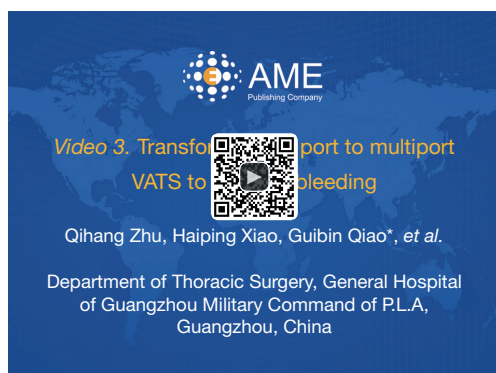 AME
Publishing Company
Video 3. Transfor port to multiport
VATS to bleeding
Qihang Zhu, Haiping Xiao, Guibin Qiao*, et al.
Department of Thoracic Surgery, General Hospital
of Guangzhou Military Command of P.L.A,
Guangzhou, China